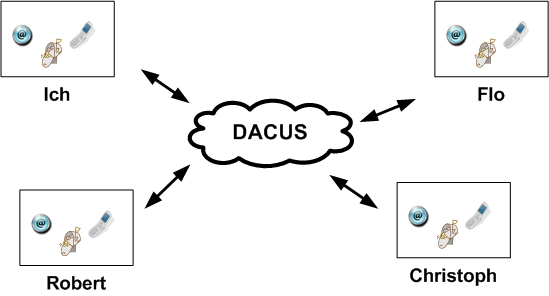 @
@
Ich
Flo
DACUS
@
@
Robert
Christoph